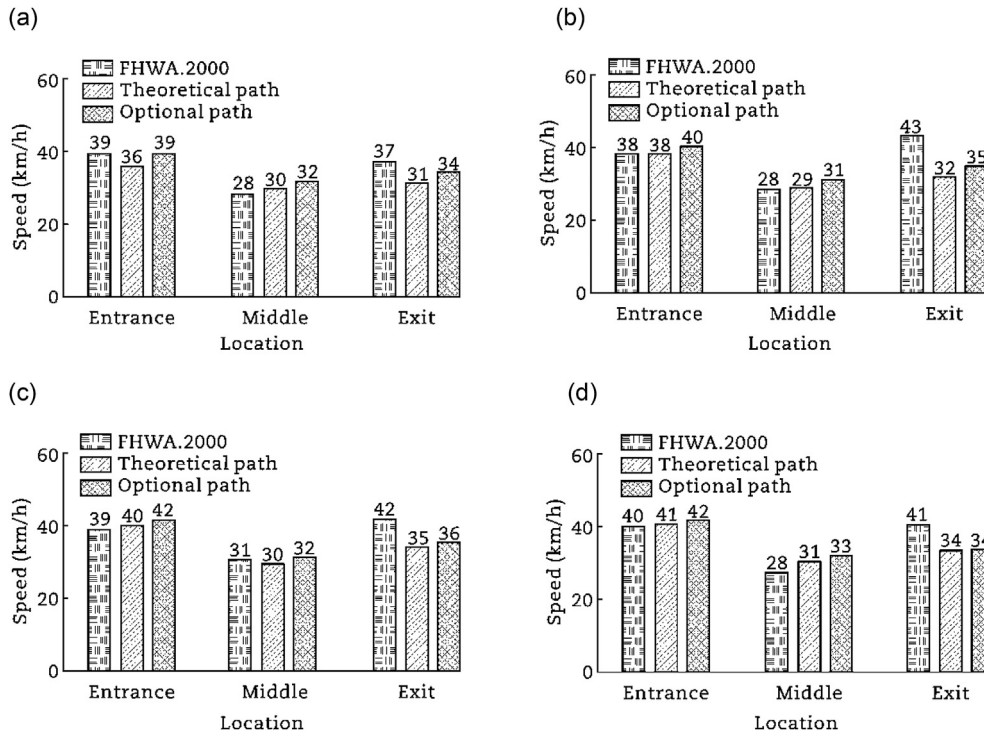 (a)
FHWA.2000
Theoretical path
Optional path
Speed (km/h)
60
40
20
0
39 36 39
28 30 32
37 31 34
Entrance Middle Exit
Location
(b)
FHWA.2000
Theoretical path
Optional path
Speed (km/h)
60
40
20
0
38 38 40
28 29 31
43 32 35
Entrance Middle Exit
Location
(c)
FHWA.2000
Theoretical path
Optional path
Speed (km/h)
60
40
20
0
39 40 42
31 30 32
42 35 36
Entrance Middle Exit
Location
(d)
FHWA.2000
Theoretical path
Optional path
Speed (km/h)
60
40
20
0
40 41 42
28 31 33
41 34 34
Entrance Middle Exit
Location